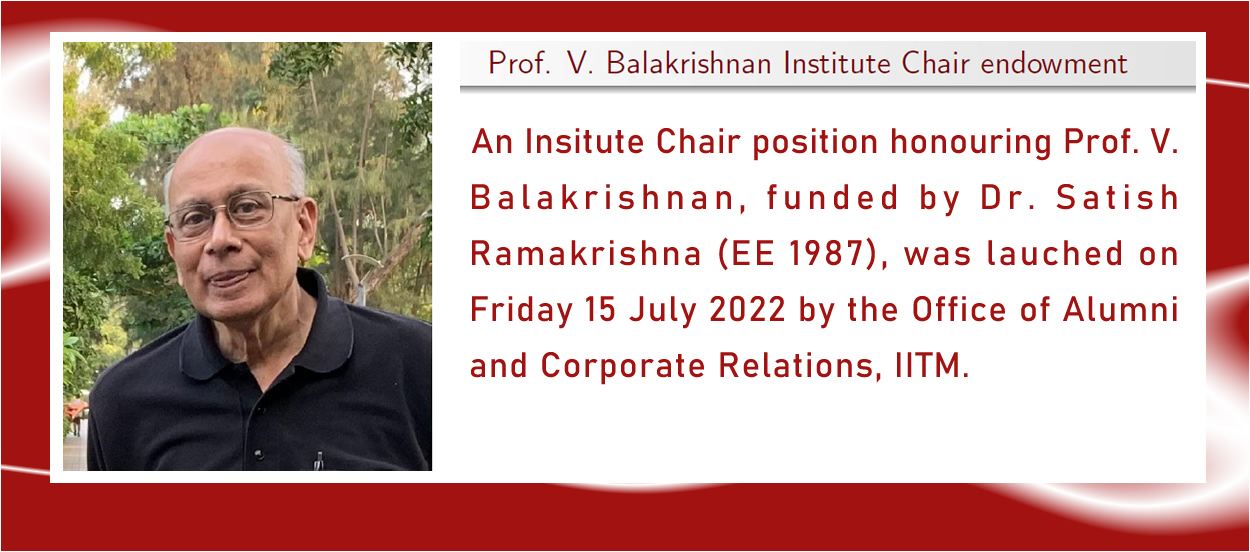 Prof. V. Balakrishnan Institute Chair endowment
An Insitute Chair position honouring Prof. V.
Balakrishnan, funded by Dr. Satish
Ramakrishna (EE 1987), was lauched on
Friday 15 July 2022 by the Office of Alumni
and Corporate Relations, IITM.